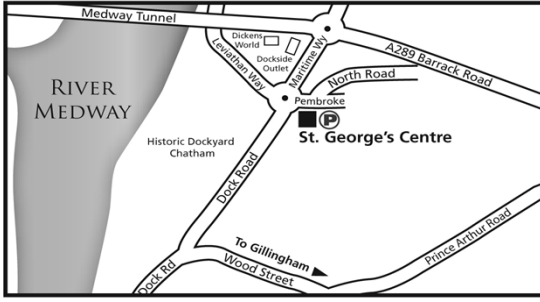 Medway Tunnel
Dickens
World
Dockside
Outlet
Leviathan Way
Maritime Wy
A289 Barrack Road
North Road
Pembroke
P
St. George's Centre
RIVER
MEDWAY
Historic Dockyard
Chatham
Dock Road
To Gillingham
Wood Street
Prince Arthur Road
Dock Rd